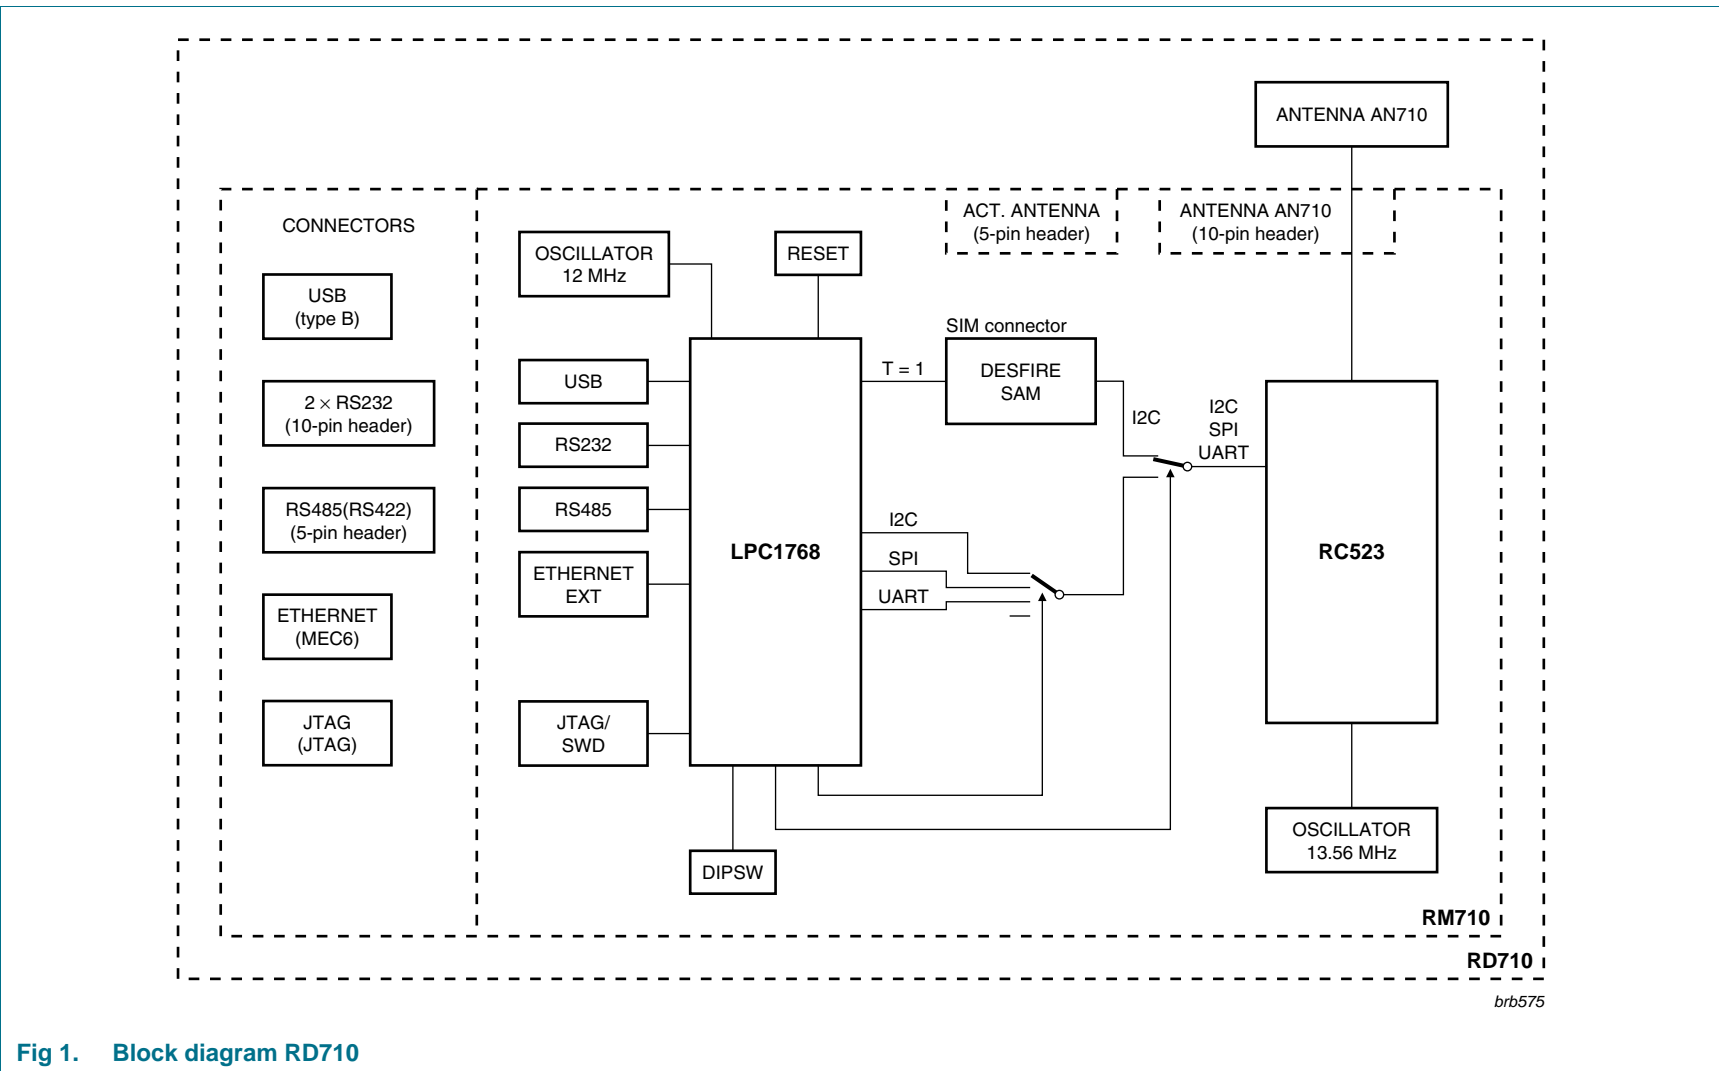 ANTENNA AN710
CONNECTORS
USB
(type B)
2 × RS232
(10-pin header)
RS485(RS422)
(5-pin header)
ETHERNET
(MEC6)
JTAG
(JTAG)
OSCILLATOR
12 MHz
RESET
ACT. ANTENNA
(5-pin header)
ANTENNA AN710
(10-pin header)
USB
RS232
RS485
ETHERNET
EXT
JTAG/
SWD
LPC1768
DIPSW
T = 1
SIM connector
DESFIRE
SAM
I2C
I2C
SPI
UART
I2C
SPI
UART
RC523
OSCILLATOR
13.56 MHz
RM710
RD710
brb575
Fig 1. Block diagram RD710